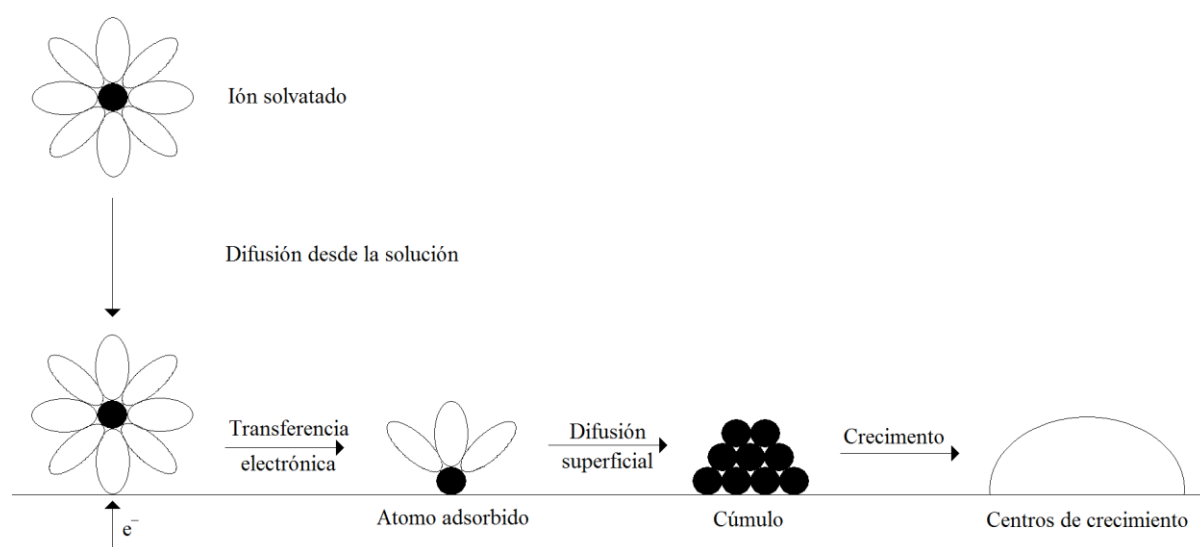 Ión solvatado
Difusión desde la solución
Transferencia
electrónica
Difusión
superficial
Crecimento
e⁻
Atomo adsorbido
Cúmulo
Centros de crecimiento